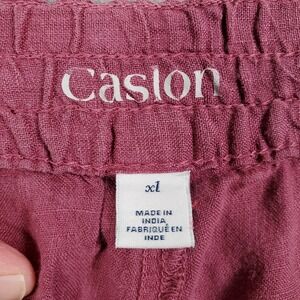 Caslon
xl
MADE IN
INDIA
FABRIQUÉ EN
INDE